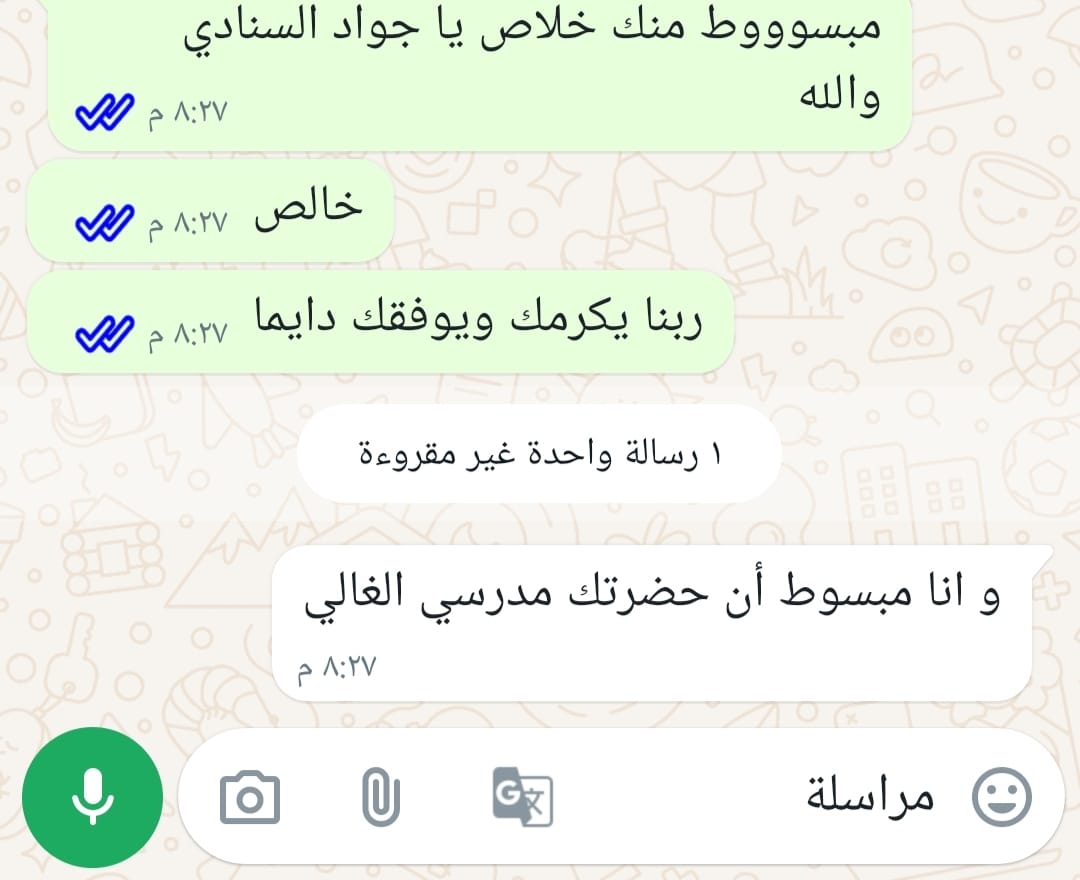 مبسوووط منك خلاص يا جواد السنادي
والله
٨:٢٧ م
خالص ٨:٢٧ م
ربنا يكرمك ويوفقك دايما ٨:٢٧ م
١ رسالة واحدة غير مقروءة
و انا مبسوط أن حضرتك مدرسي الغالي
٨:٢٧ م
مراسلة